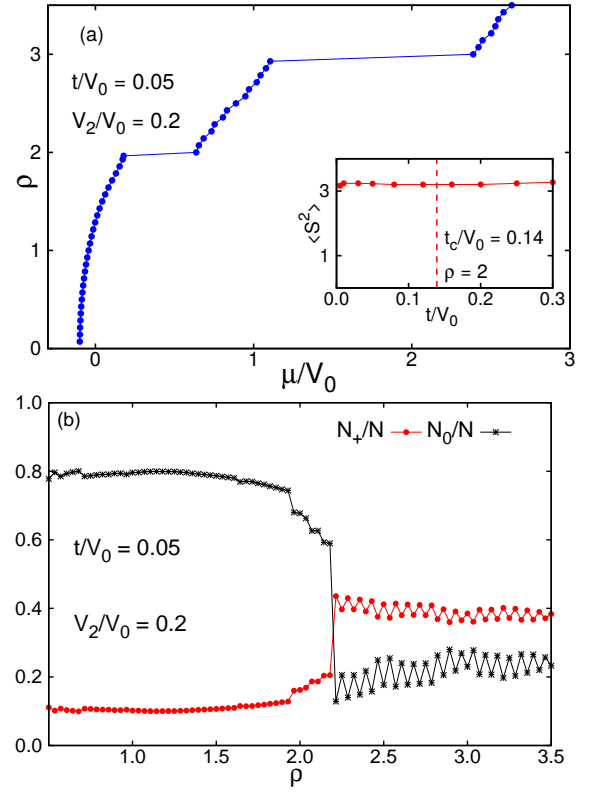 (a)
t/V₀ = 0.05
V₂/V₀ = 0.2
ρ
3
2
1
0
<S²>
3
1
t_c/V₀ = 0.14
ρ = 2
0.0 0.1 0.2 0.3
t/V₀
0 1 2 3
μ/V₀
(b)
N₊/N N₀/N
0.8
0.6
0.4
0.2
0.0
t/V₀ = 0.05
V₂/V₀ = 0.2
1.0 1.5 2.0 2.5 3.0 3.5
ρ